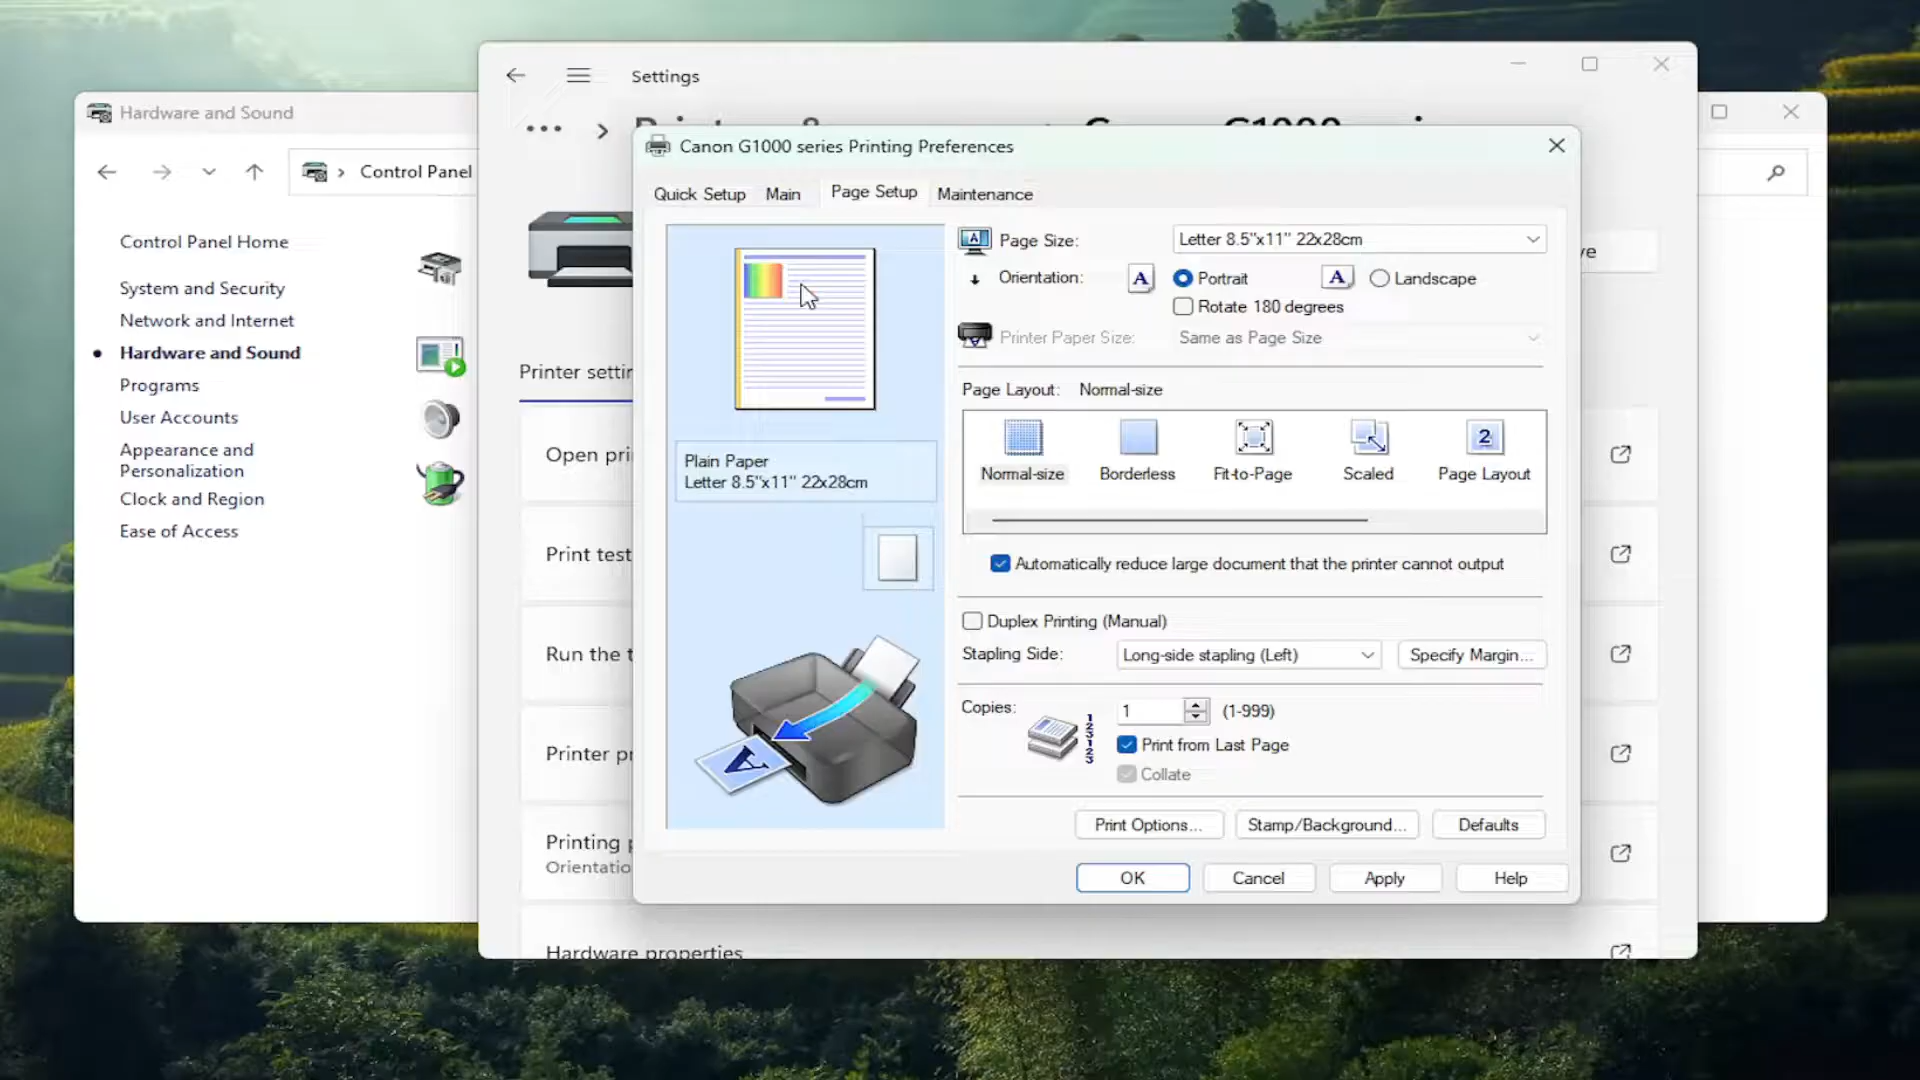 Settings
Hardware and Sound
Canon G1000 series Printing Preferences
Control Panel
Quick Setup
Main
Page Setup
Maintenance
Control Panel Home
System and Security
Network and Internet
Hardware and Sound
Programs
User Accounts
Appearance and
Personalization
Clock and Region
Ease of Access
Printer
Open
Print test
Run the
Printer
Printing
Hardware properties
Plain Paper
Letter 8.5"x11" 22x28cm
Page Size:
Letter 8.5"x11" 22x28cm
Orientation:
A
Portrait
A
Landscape
Rotate 180 degrees
Printer Paper Size:
Same as Page Size
Page Layout:
Normal-size
2
Normal-size
Borderless
Fit-to-Page
Scaled
Page Layout
Automatically reduce large document that the printer cannot output
Duplex Printing (Manual)
Stapling Side:
Long-side stapling (Left)
Specify Margin...
Copies:
1
(1-999)
Print from Last Page
Collate
Print Options...
Stamp/Background...
Defaults
OK
Cancel
Apply
Help